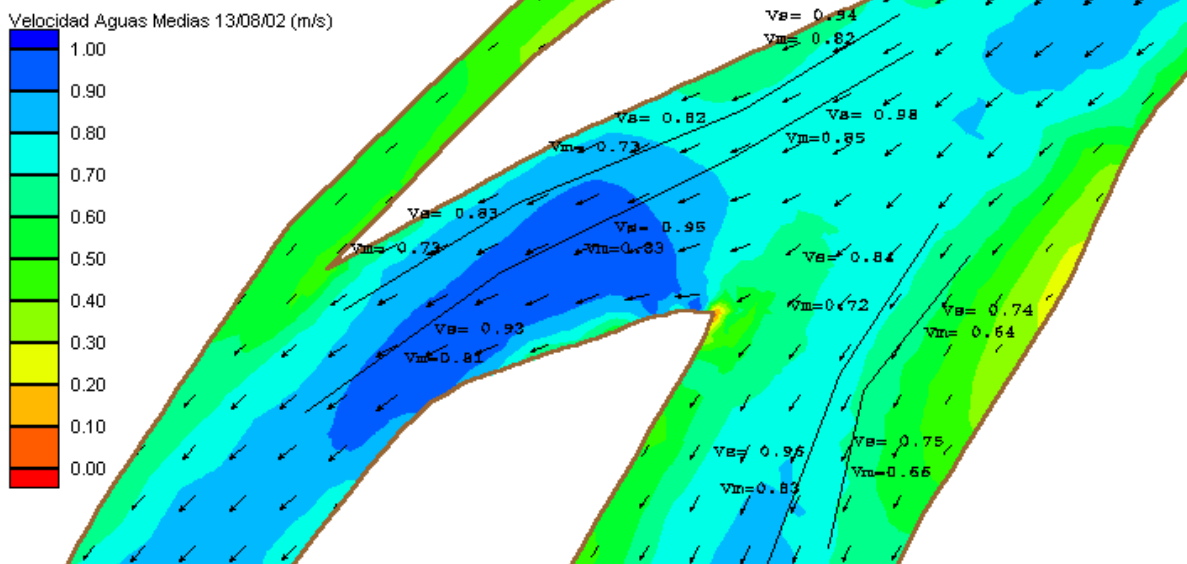 Velocidad Aguas Medias 13/08/02 (m/s)
1.00
0.90
0.80
0.70
0.60
0.50
0.40
0.30
0.20
0.10
0.00
Vs= 0.94
Vm= 0.82
Vs= 0.82
Vs= 0.98
Vm= 0.73
Vm=0.85
Vs= 0.83
Vs= 0.95
Vm= 0.73
Vm=0.83
Vs= 0.84
Vm=0.72
Vs= 0.74
Vs= 0.93
Vm= 0.64
Vm=0.81
Vs= 0.75
Vs= 0.96
Vm=0.66
Vm=0.83